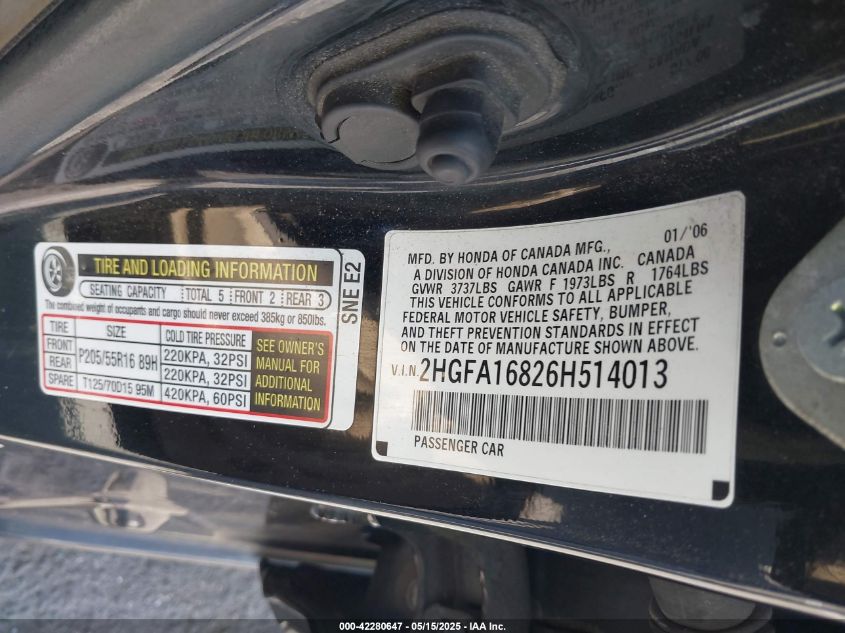 TIRE AND LOADING INFORMATION
SEATING CAPACITY TOTAL 5 FRONT 2 REAR 3
The combined weight of occupants and cargo should never exceed 385kg or 850lbs.
TIRE SIZE COLD TIRE PRESSURE
FRONT P205/55R16 89H 220KPA, 32PSI
REAR 220KPA, 32PSI
SPARE T125/70D15 95M 420KPA, 60PSI
SEE OWNER'S
MANUAL FOR
ADDITIONAL
INFORMATION
SNE E2
MFD. BY HONDA OF CANADA MFG., 01/'06
A DIVISION OF HONDA CANADA INC. CANADA
GVWR 3737LBS GAWR F 1973LBS R 1764LBS
THIS VEHICLE CONFORMS TO ALL APPLICABLE
FEDERAL MOTOR VEHICLE SAFETY, BUMPER,
AND THEFT PREVENTION STANDARDS IN EFFECT
ON THE DATE OF MANUFACTURE SHOWN ABOVE.
V.I.N. 2HGFA16826H514013
PASSENGER CAR
000-42280647 - 05/15/2025 - IAA Inc.